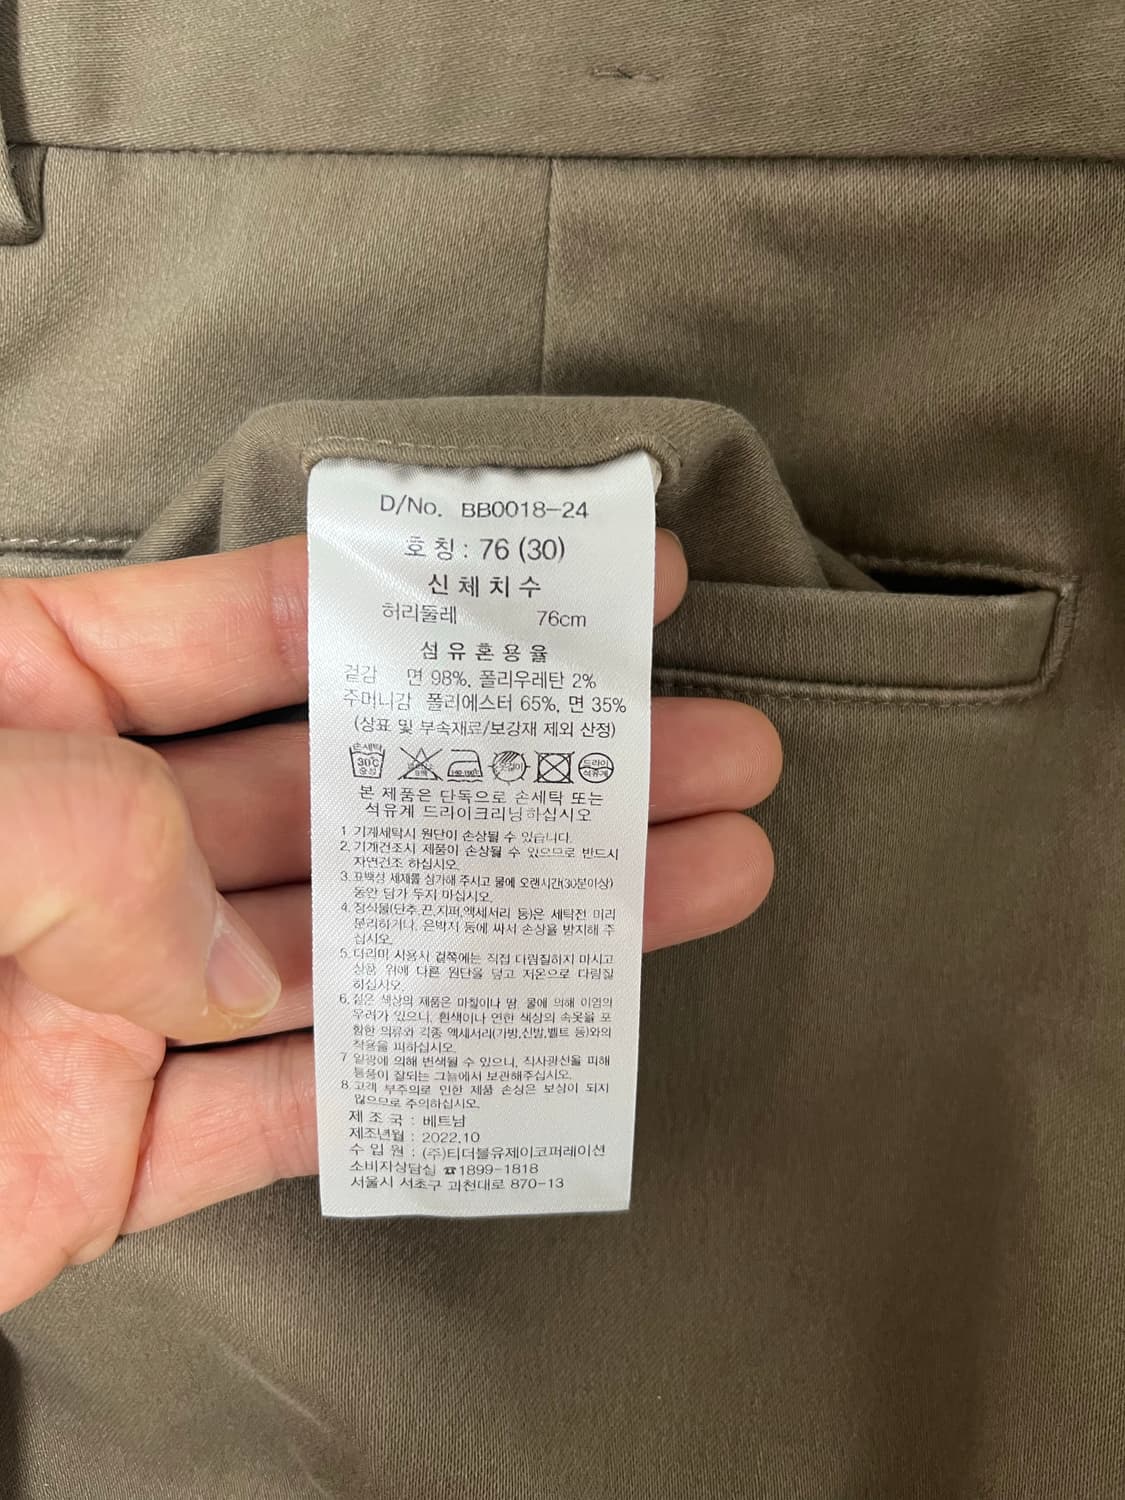 D/No. BB0018-24
호 칭 : 76 (30)
신 체 치 수
허리둘레 76cm
섬 유 혼 용 율
겉감 면 98%, 폴리우레탄 2%
주머니감 폴리에스터 65%, 면 35%
(상표 및 부속재료/보강재 제외 산정)
손세탁
30℃
중성
드라이
석유계
본 제품은 단독으로 손세탁 또는
석유계 드라이크리닝하십시오
1. 기계세탁시 원단이 손상될 수 있습니다.
2. 기개건조시 제품이 손상될 수 있으므로 반드시
자연건조 하십시오.
3. 표백성 세제를 삼가해 주시고 물에 오랜시간(30분이상)
동안 담가 두지 마십시오.
4. 장식물(단추,끈,지퍼,액세서리 등)은 세탁전 미리
분리하거나, 은박지 등에 싸서 손상을 방지해 주
십시오.
5. 다리미 사용시 겉쪽에는 직접 다림질하지 마시고
상품 위에 다른 원단을 덮고 저온으로 다림질
하십시오.
6. 짙은 색상의 제품은 마찰이나 땀, 물에 의해 이염의
우려가 있으니, 흰색이나 연한 색상의 속옷을 포
함한 의류와 각종 액세서리(가방,신발,벨트 등)와의
착용을 피하십시오.
7 일광에 의해 변색될 수 있으니, 직사광선을 피해
통풍이 잘되는 그늘에서 보관해주십시오.
8. 고객 부주의로 인한 제품 손상은 보상이 되지
않으므로 주의하십시오.
제 조 국 : 베트남
제조년월 : 2022.10
수 입 원 : (주)티더블유제이코퍼레이션
소비자상담실 ☎1899-1818
서울시 서초구 과천대로 870-13